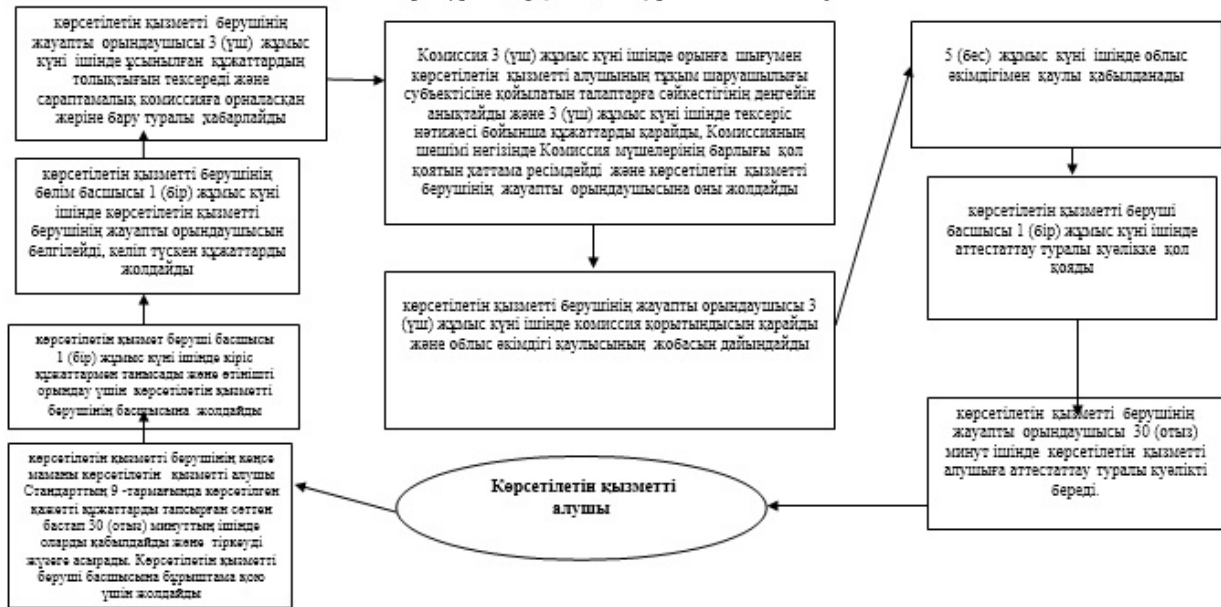 көрсетілетін қызметті берушінің
жауапты орындаушысы 3 (үш) жұмыс
күні ішінде ұсынылған құжаттардың
толықтығын тексереді және
сараптамалық комиссияға орналасқан
жеріне бару туралы хабарлайды
Комиссия 3 (үш) жұмыс күні ішінде орынға шығумен
көрсетілетін қызметті алушының тұқым шаруашылығы
субъектісіне қойылатын талаптарға сәйкестігінің деңгейін
анықтайды және 3 (үш) жұмыс күні ішінде тексеріс
нәтижесі бойынша құжаттарды қарайды, Комиссияның
шешімі негізінде Комиссия мүшелерінің барлығы қол
қоятын хаттама ресімдейді және көрсетілетін қызметті
берушінің жауапты орындаушысына оны жолдайды
5 (бес) жұмыс күні ішінде облыс
әкімдігімен қаулы қабылданады
көрсетілетін қызметті берушінің
бөлім басшысы 1 (бір) жұмыс күні
ішінде көрсетілетін қызметті
берушінің жауапты орындаушысын
белгілейді, келіп түскен құжаттарды
жолдайды
көрсетілетін қызметті беруші
басшысы 1 (бір) жұмыс күні ішінде
аттестаттау туралы куәлікке қол
қояды
көрсетілетін қызметті берушінің жауапты орындаушысы 3
(үш) жұмыс күні ішінде комиссия қорытындысын қарайды
және облыс әкімдігі қаулысының жобасын дайындайды
көрсетілетін қызмет беруші басшысы
1 (бір) жұмыс күні ішінде кіріс
құжаттармен танысады және өтінішті
орындау үшін көрсетілетін қызметті
берушінің басшысына жолдайды
көрсетілетін қызметті берушінің
жауапты орындаушысы 30 (отыз)
минут ішінде көрсетілетін қызметті
алушыға аттестаттау туралы куәлікті
береді.
көрсетілетін қызметті берушінің кеңсе
маманы көрсетілетін қызметті алушы
Стандарттың 9 -тармағында көрсетілген
қажетті құжаттарды тапсырған сәттен
бастап 30 (отыз) минуттың ішінде
оларды қабылдайды және тіркеуді
жүзеге асырады. Көрсетілетін қызметті
беруші басшысына бұрыштама қою
үшін жолдайды
Көрсетілетін қызметті
алушы